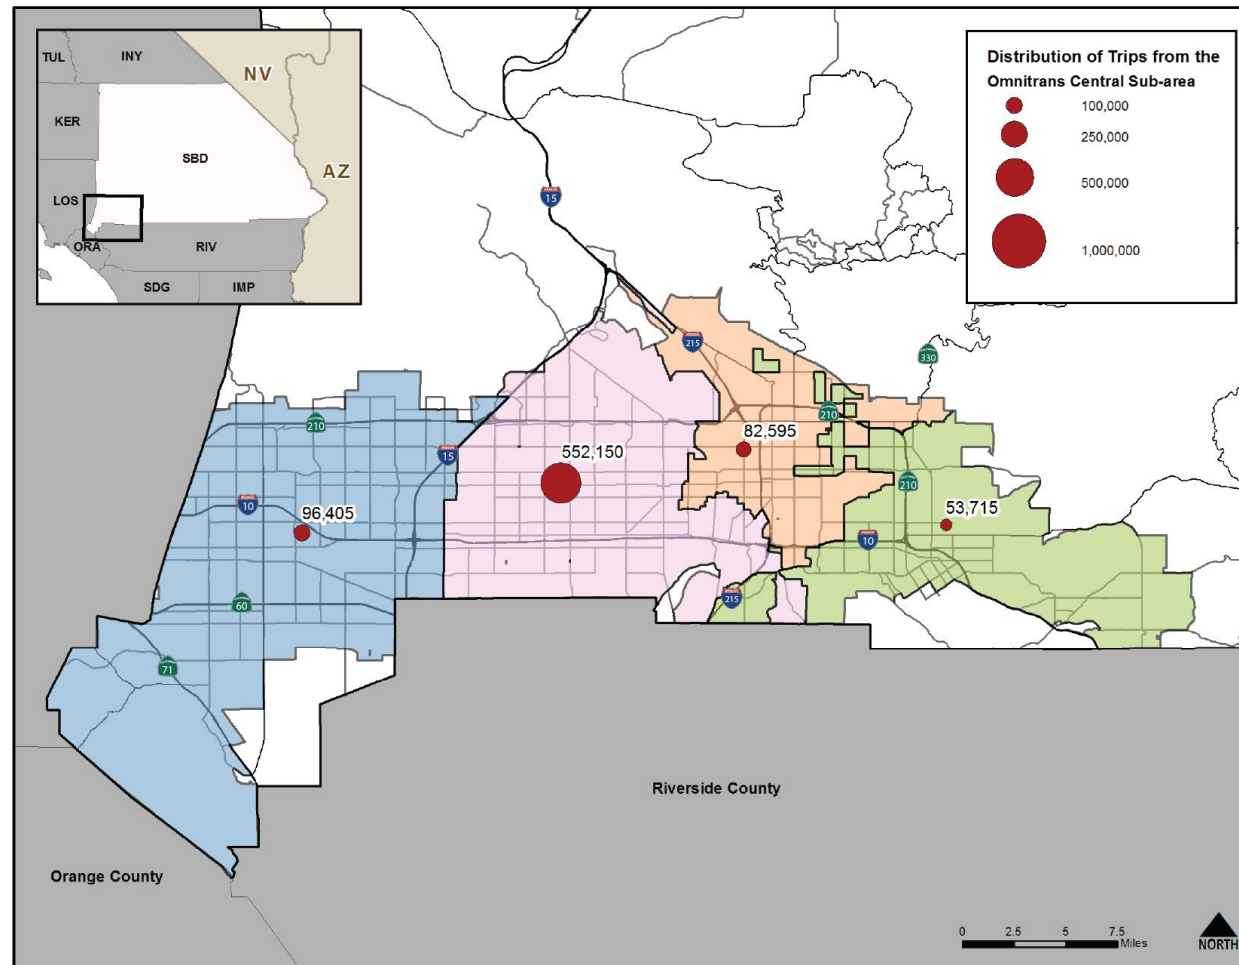 TUL
INY
NV
KER
SBD
AZ
LOS
ORA
RIV
SDG
IMP
Distribution of Trips from the
Omnitrans Central Sub-area
100,000
250,000
500,000
1,000,000
15
215
330
210
210
82,595
15
552,150
210
10
96,405
53,715
10
60
215
71
Riverside County
Orange County
0 2.5 5 7.5
Miles
NORTH